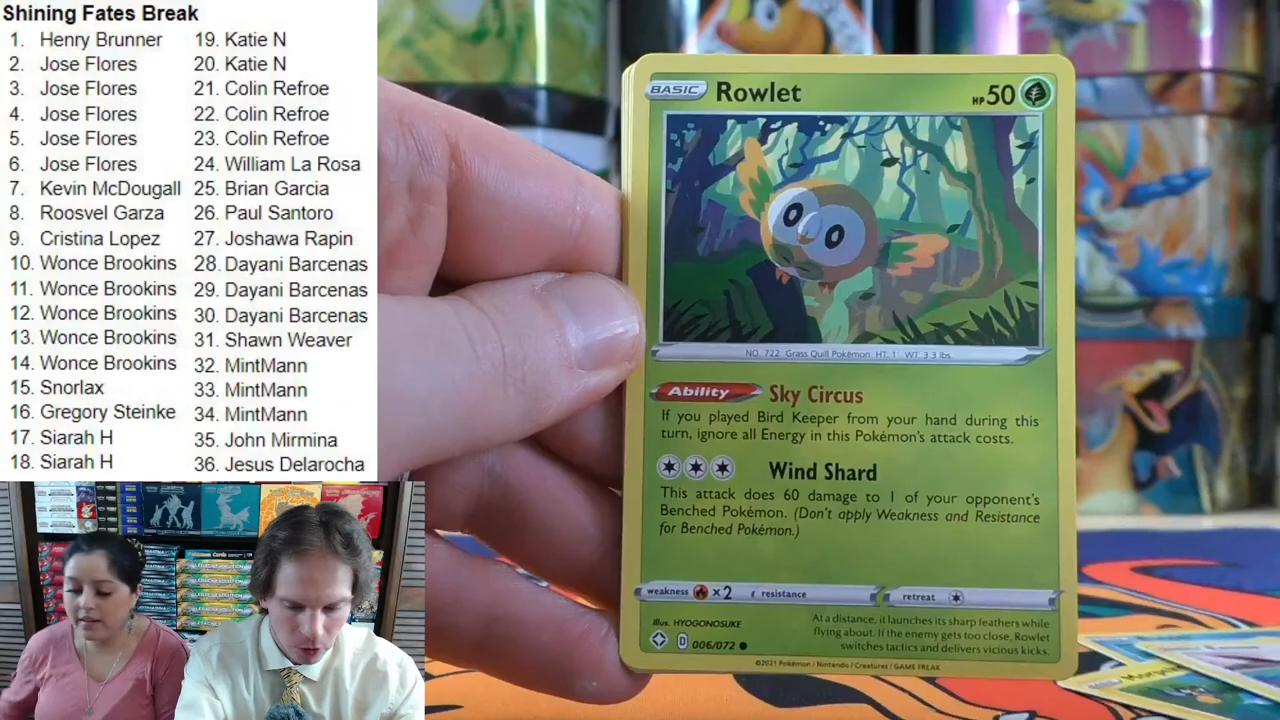 Shining Fates Break
1. Henry Brunner
2. Jose Flores
3. Jose Flores
4. Jose Flores
5. Jose Flores
6. Jose Flores
7. Kevin McDougall
8. Roosvel Garza
9. Cristina Lopez
10. Wonce Brookins
11. Wonce Brookins
12. Wonce Brookins
13. Wonce Brookins
14. Wonce Brookins
15. Snorlax
16. Gregory Steinke
17. Siarah H
18. Siarah H
19. Katie N
20. Katie N
21. Colin Refroe
22. Colin Refroe
23. Colin Refroe
24. William La Rosa
25. Brian Garcia
26. Paul Santoro
27. Joshawa Rapin
28. Dayani Barcenas
29. Dayani Barcenas
30. Dayani Barcenas
31. Shawn Weaver
32. MintMann
33. MintMann
34. MintMann
35. John Mirmina
36. Jesus Delarocha
BASIC Rowlet HP 50
NO. 722 Grass Quill Pokémon HT. 1 WT. 3.3 lbs.
Ability Sky Circus
If you played Bird Keeper from your hand during this
turn, ignore all Energy in this Pokémon's attack costs.
Wind Shard
This attack does 60 damage to 1 of your opponent's
Benched Pokémon. (Don't apply Weakness and Resistance
for Benched Pokémon.)
weakness ×2 resistance retreat
Illus. HYOGONOSUKE
D 006/072
At a distance, it launches its sharp feathers while
flying about. If the enemy gets too close, Rowlet
switches tactics and delivers vicious kicks.
©2021 Pokémon / Nintendo / Creatures / GAME FREAK